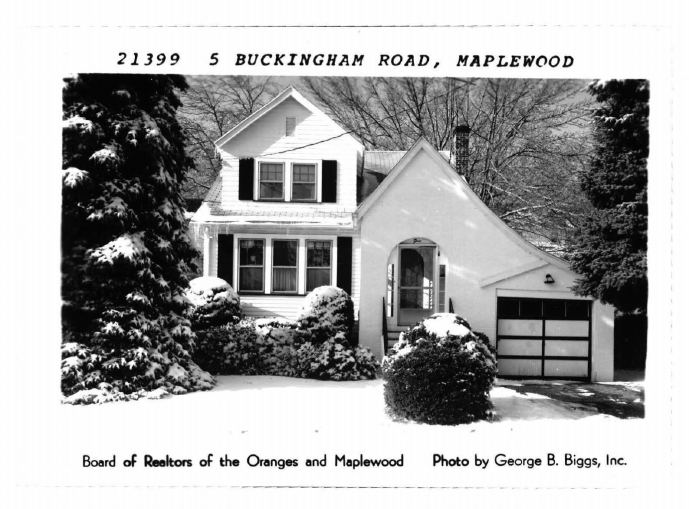 21399 5 BUCKINGHAM ROAD, MAPLEWOOD
Board of Realtors of the Oranges and Maplewood Photo by George B. Biggs, Inc.